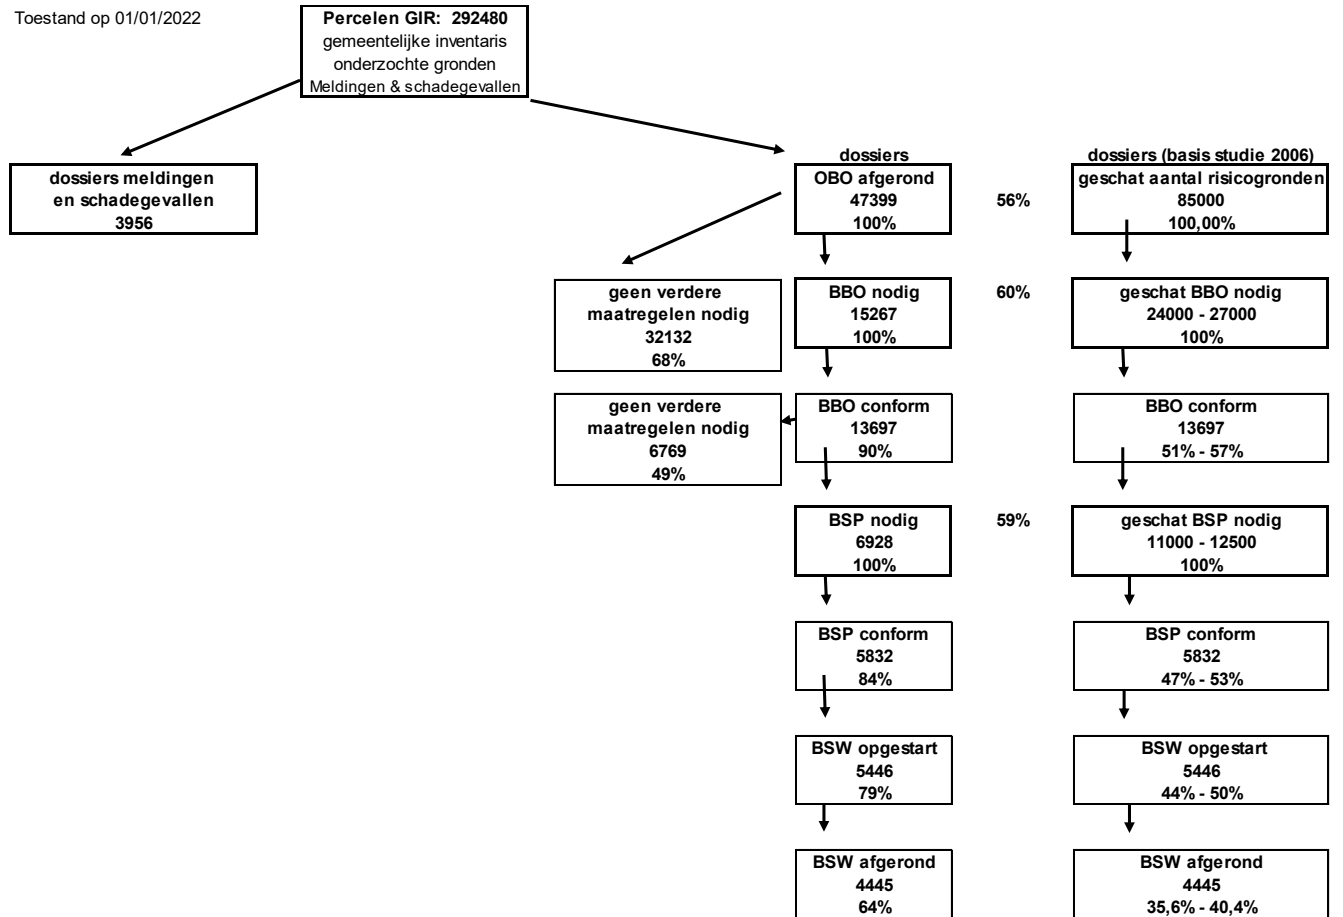 Toestand op 01/01/2022
Percelen GIR: 292480
gemeentelijke inventaris
onderzochte gronden
Meldingen & schadegevallen
dossiers meldingen
en schadegevallen
3956
dossiers
OBO afgerond
47399
100%
56%
dossiers (basis studie 2006)
geschat aantal risicogronden
85000
100,00%
geen verdere
maatregelen nodig
32132
68%
BBO nodig
15267
100%
60%
geschat BBO nodig
24000 - 27000
100%
geen verdere
maatregelen nodig
6769
49%
BBO conform
13697
90%
BBO conform
13697
51% - 57%
BSP nodig
6928
100%
59%
geschat BSP nodig
11000 - 12500
100%
BSP conform
5832
84%
BSP conform
5832
47% - 53%
BSW opgestart
5446
79%
BSW opgestart
5446
44% - 50%
BSW afgerond
4445
64%
BSW afgerond
4445
35,6% - 40,4%